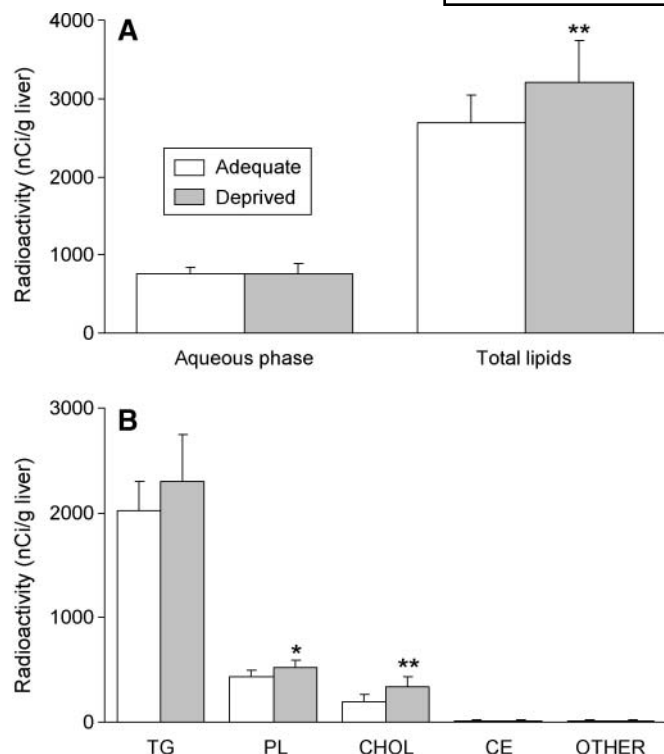 A
Radioactivity (nCi/g liver)
4000
3000
2000
1000
0
**
Adequate
Deprived
Aqueous phase
Total lipids
B
Radioactivity (nCi/g liver)
3000
2000
1000
0
*
**
TG
PL
CHOL
CE
OTHER